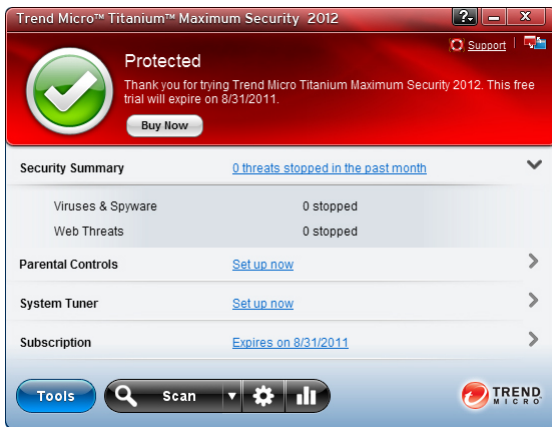 Trend Micro™ Titanium™ Maximum Security 2012
?
Support
Protected
Thank you for trying Trend Micro Titanium Maximum Security 2012. This free
trial will expire on 8/31/2011.
Buy Now
Security Summary 0 threats stopped in the past month
Viruses & Spyware 0 stopped
Web Threats 0 stopped
Parental Controls Set up now
System Tuner Set up now
Subscription Expires on 8/31/2011
Tools Scan
TREND
MICRO